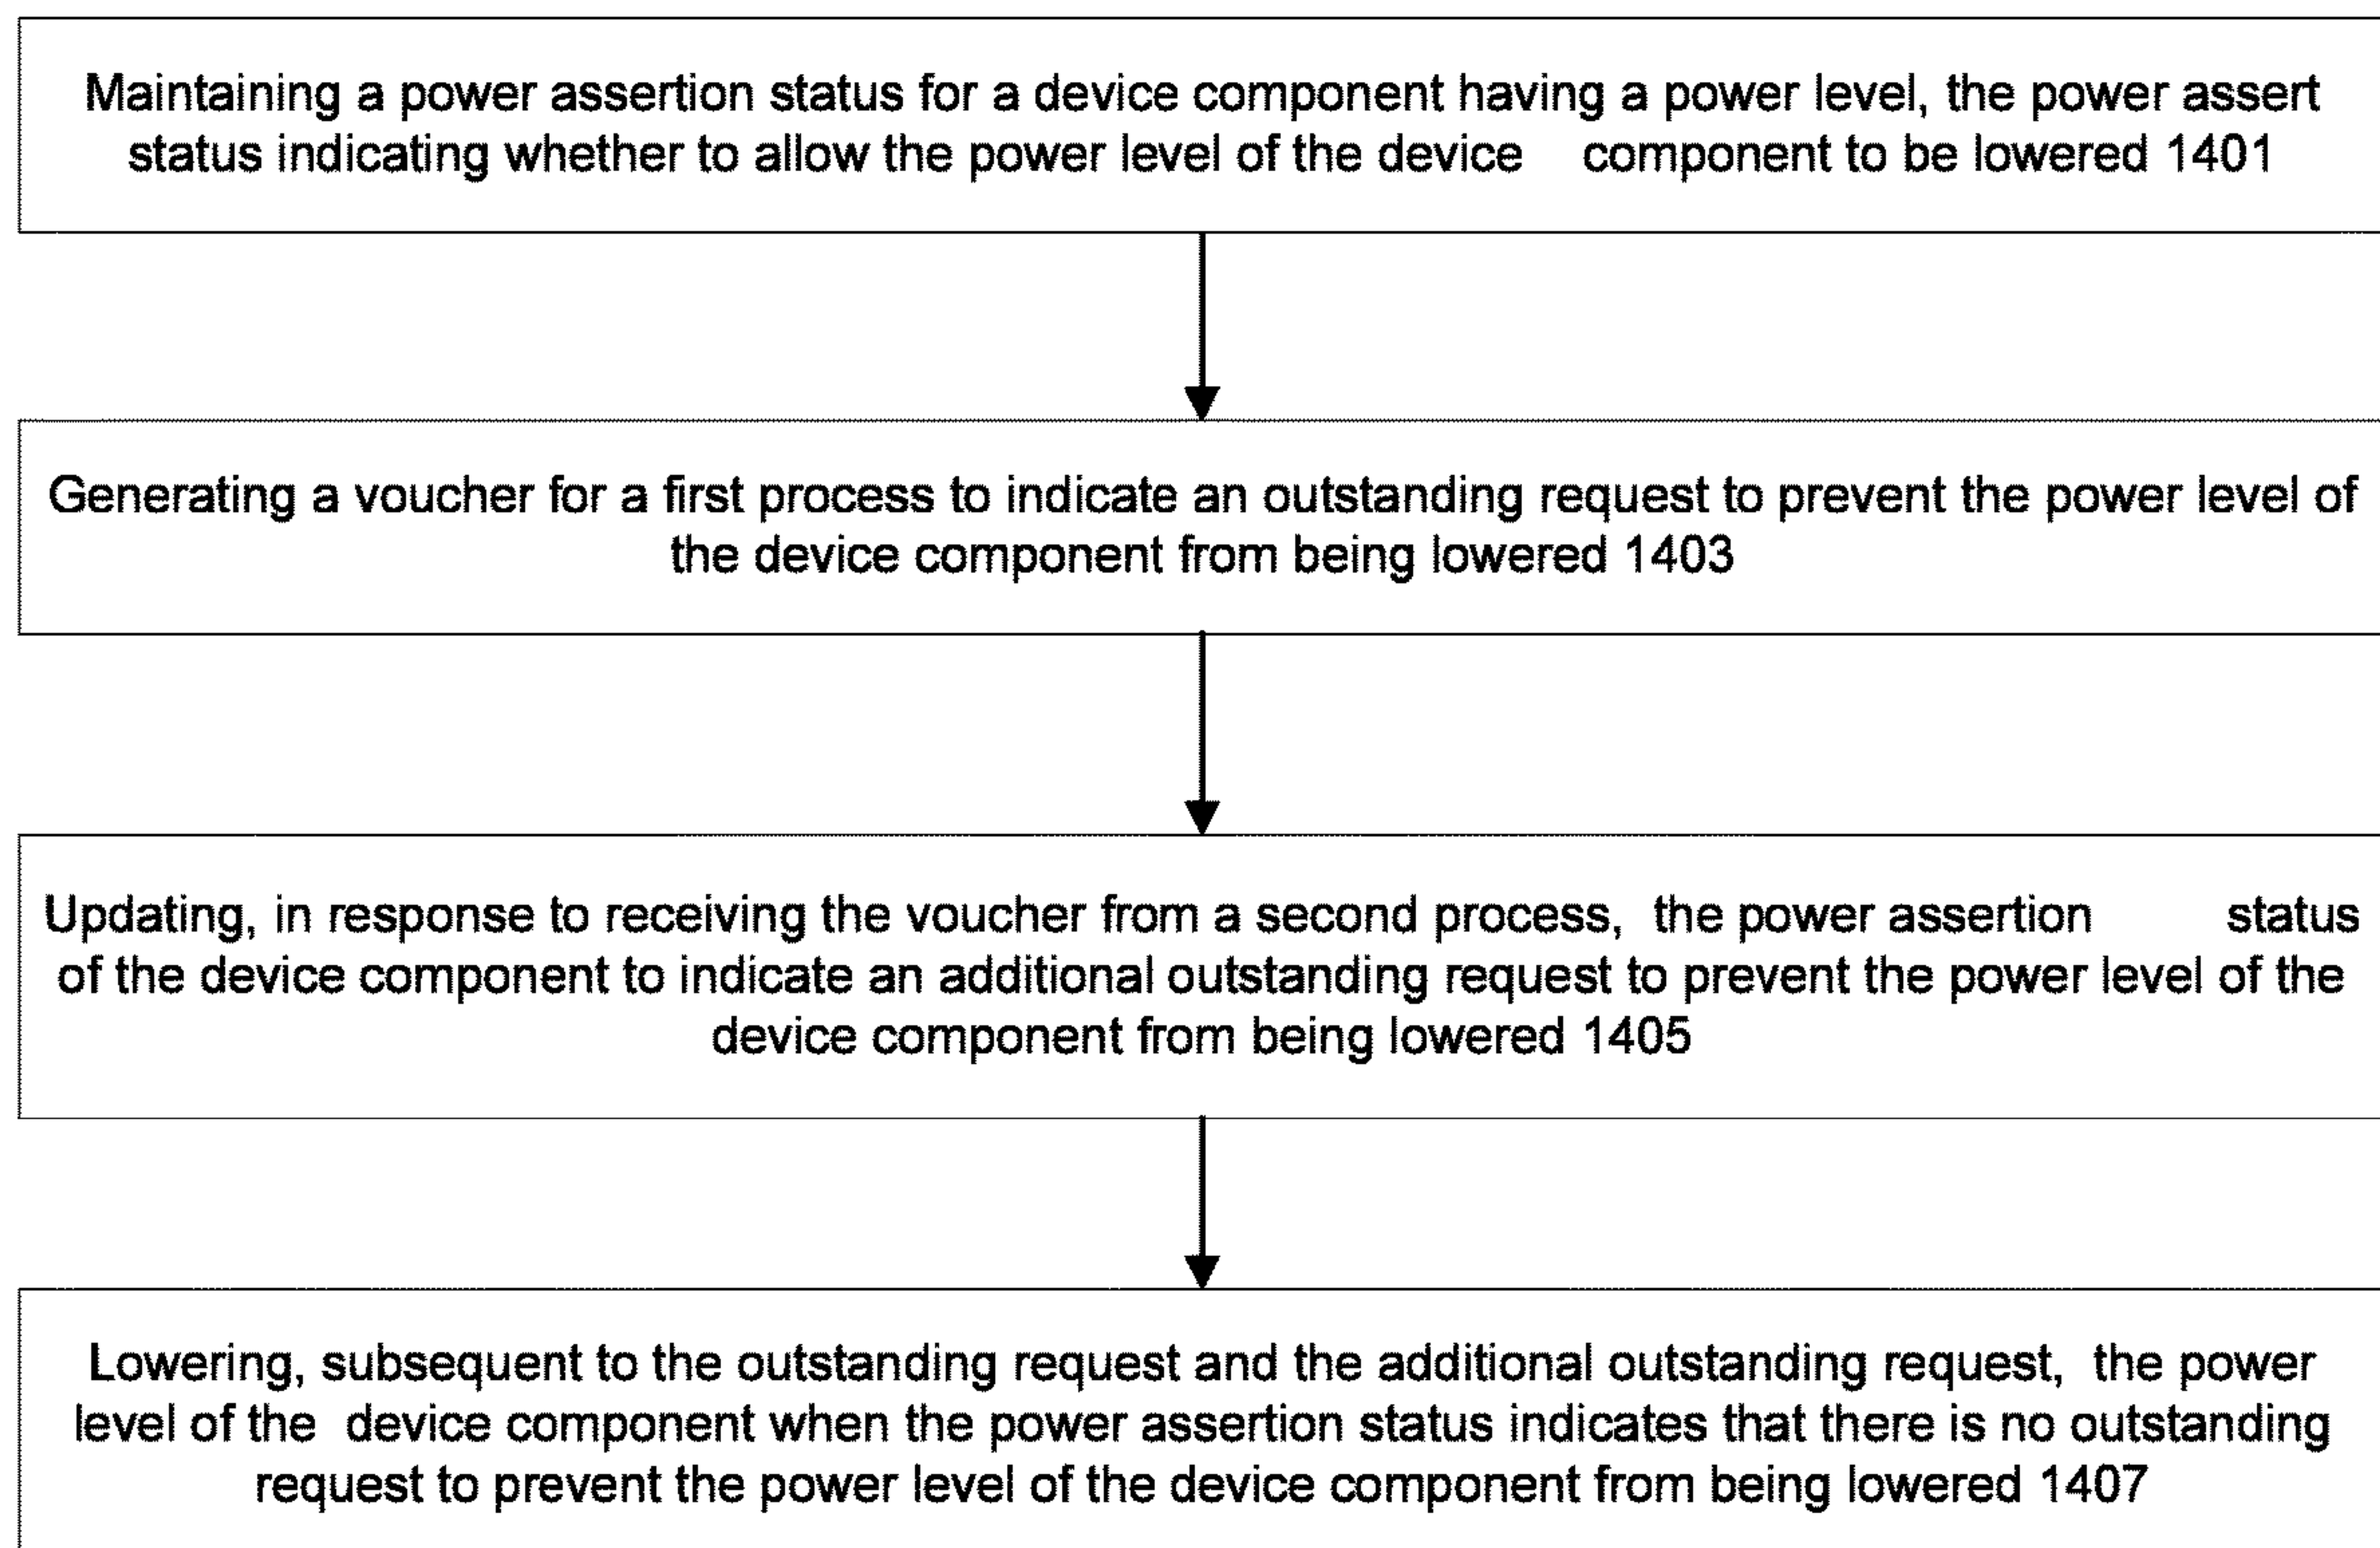 Maintaining a power assertion status for a device component having a power level, the power assert
status indicating whether to allow the power level of the device component to be lowered 1401
Generating a voucher for a first process to indicate an outstanding request to prevent the power level of
the device component from being lowered 1403
Updating, in response to receiving the voucher from a second process, the power assertion status
of the device component to indicate an additional outstanding request to prevent the power level of the
device component from being lowered 1405
Lowering, subsequent to the outstanding request and the additional outstanding request, the power
level of the device component when the power assertion status indicates that there is no outstanding
request to prevent the power level of the device component from being lowered 1407